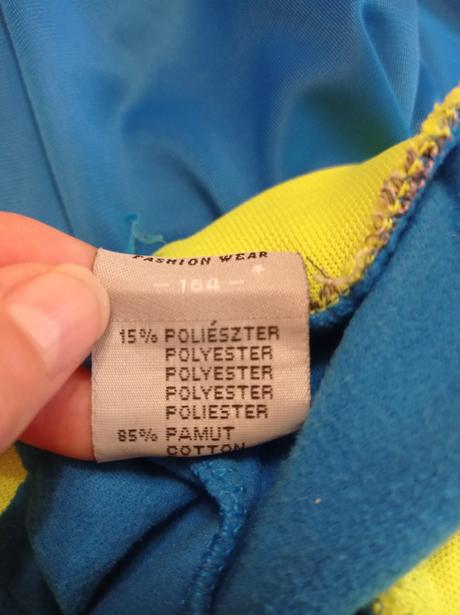 FASHION WEAR
- 164 - *
15% POLIÉSZTER
POLYESTER
POLYESTER
POLYESTER
POLIESTER
85% PAMUT
COTTON